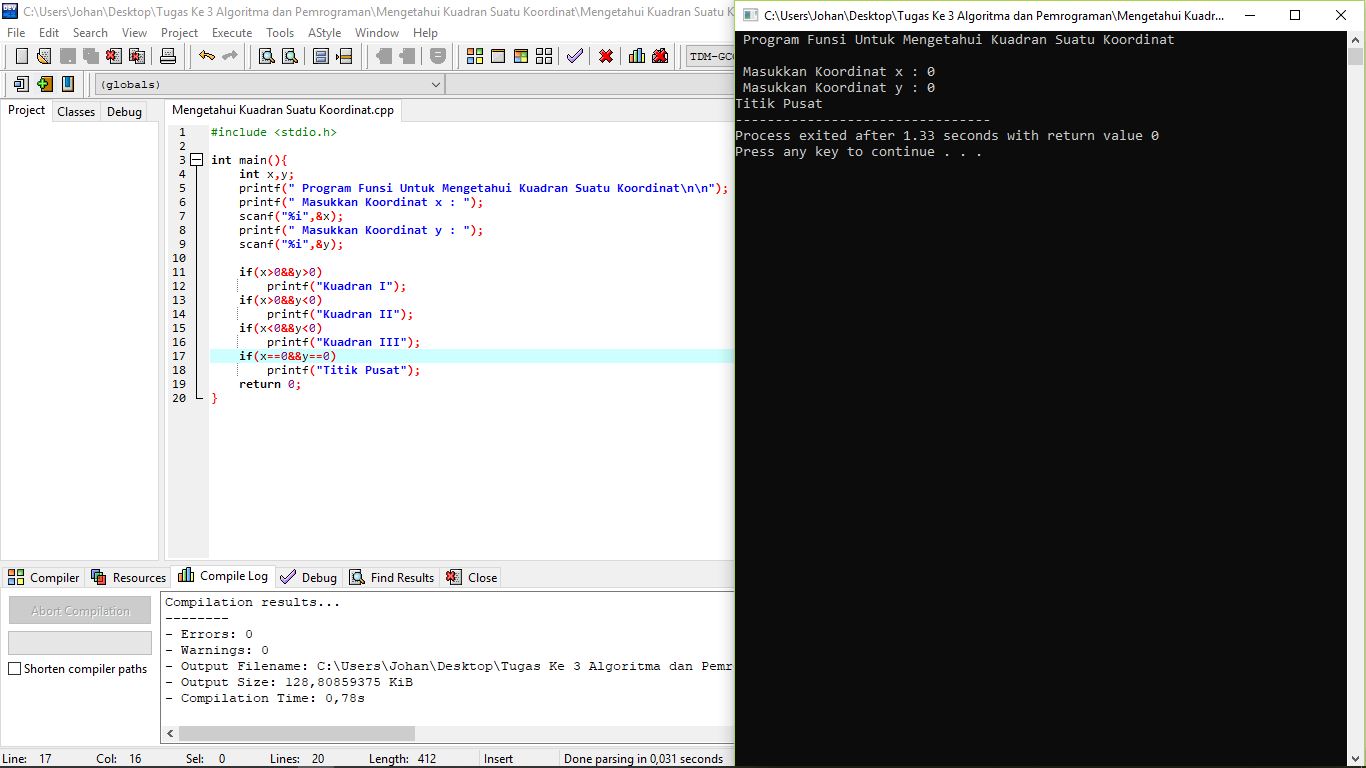 C:\Users\Johan\Desktop\Tugas Ke 3 Algoritma dan Pemrograman\Mengetahui Kuadran Suatu Koordinat\Mengetahui Kuadran Suatu K
File Edit Search View Project Execute Tools AStyle Window Help
TDM-GC
(globals)
Project Classes Debug
Mengetahui Kuadran Suatu Koordinat.cpp
1 #include <stdio.h>
2
3 int main(){
4 int x,y;
5 printf(" Program Funsi Untuk Mengetahui Kuadran Suatu Koordinat\n\n");
6 printf(" Masukkan Koordinat x : ");
7 scanf("%i",&x);
8 printf(" Masukkan Koordinat y : ");
9 scanf("%i",&y);
10
11 if(x>0&&y>0)
12 printf("Kuadran I");
13 if(x>0&&y<0)
14 printf("Kuadran II");
15 if(x<0&&y<0)
16 printf("Kuadran III");
17 if(x==0&&y==0)
18 printf("Titik Pusat");
19 return 0;
20 }
Compiler Resources Compile Log Debug Find Results Close
Abort Compilation
Shorten compiler paths
Compilation results...
--------
- Errors: 0
- Warnings: 0
- Output Filename: C:\Users\Johan\Desktop\Tugas Ke 3 Algoritma dan Pemr
- Output Size: 128,80859375 KiB
- Compilation Time: 0,78s
Line: 17 Col: 16 Sel: 0 Lines: 20 Length: 412 Insert Done parsing in 0,031 seconds
C:\Users\Johan\Desktop\Tugas Ke 3 Algoritma dan Pemrograman\Mengetahui Kuadr...
Program Funsi Untuk Mengetahui Kuadran Suatu Koordinat
Masukkan Koordinat x : 0
Masukkan Koordinat y : 0
Titik Pusat
--------------------------------
Process exited after 1.33 seconds with return value 0
Press any key to continue . . .